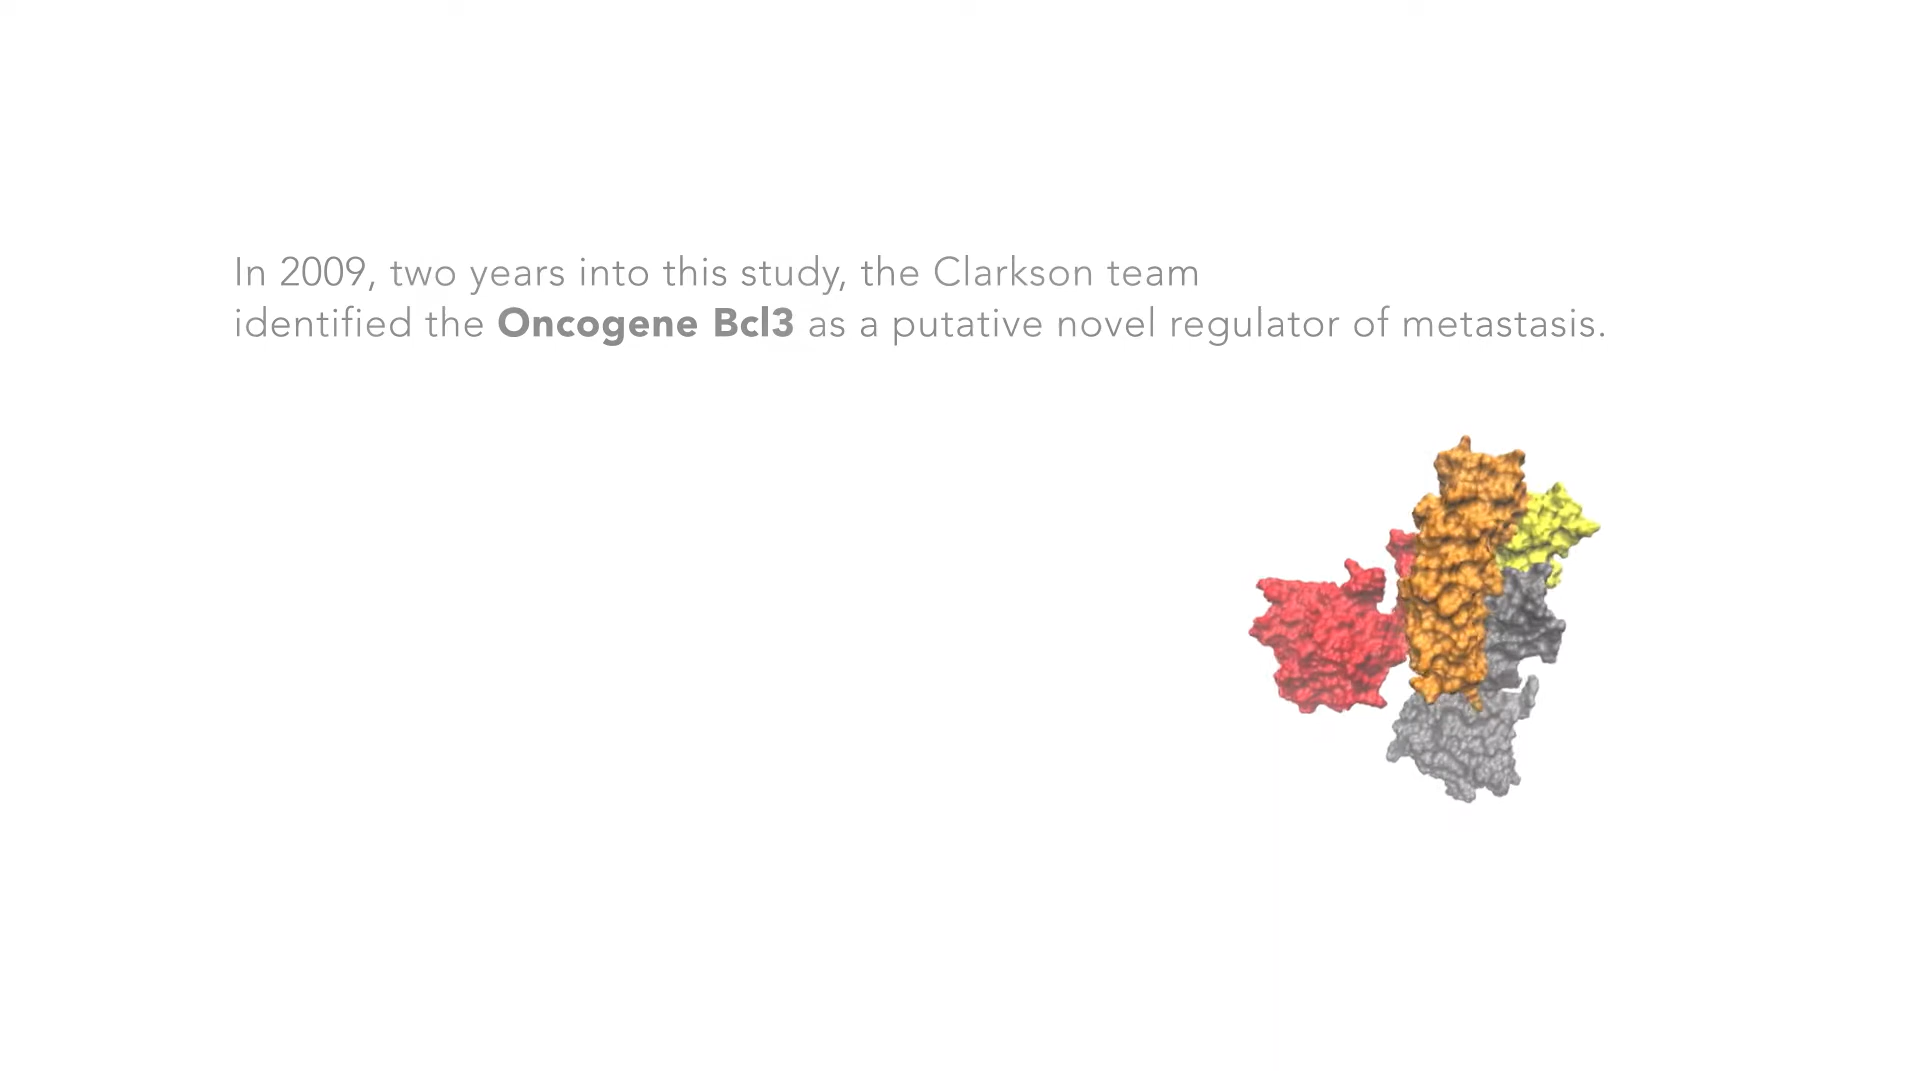 In 2009, two years into this study, the Clarkson team
identified the Oncogene Bcl3 as a putative novel regulator of metastasis.